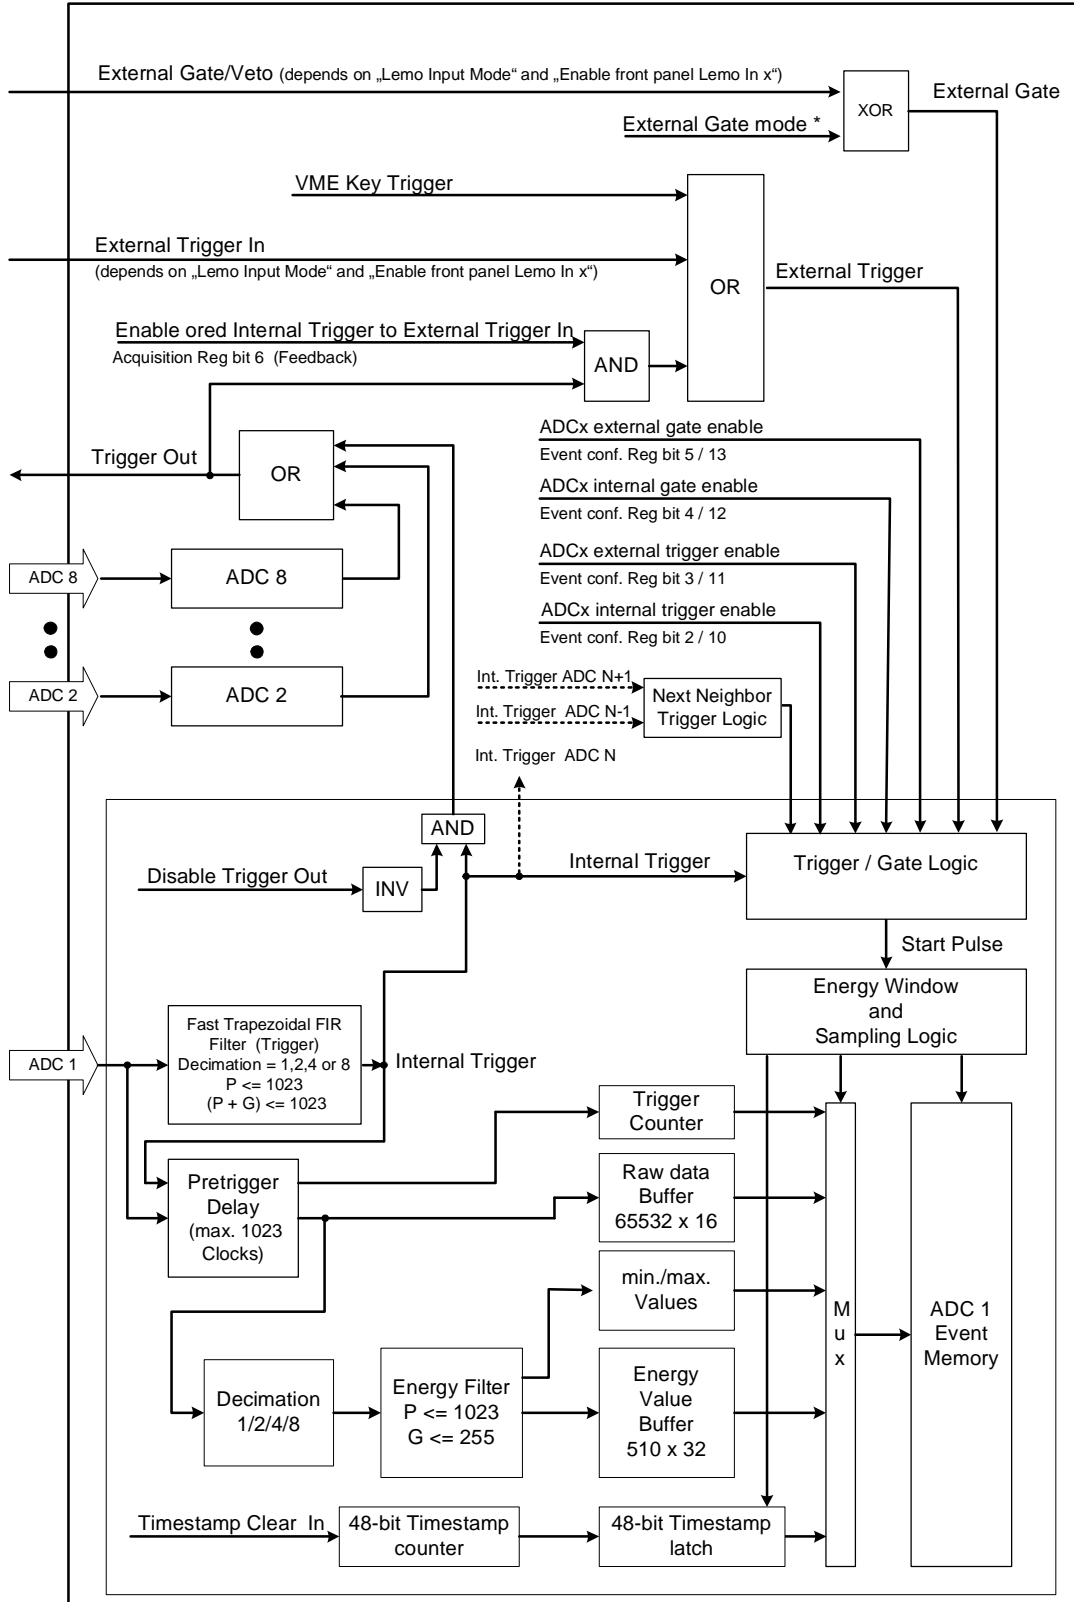 External Gate/Veto (depends on „Lemo Input Mode“ and „Enable front panel Lemo In x“)
External Gate
XOR
External Gate mode *
VME Key Trigger
External Trigger In
(depends on „Lemo Input Mode“ and „Enable front panel Lemo In x“)
OR
External Trigger
Enable ored Internal Trigger to External Trigger In
Acquisition Reg bit 6 (Feedback)
AND
Trigger Out
OR
ADCx external gate enable
Event conf. Reg bit 5 / 13
ADCx internal gate enable
Event conf. Reg bit 4 / 12
ADCx external trigger enable
Event conf. Reg bit 3 / 11
ADCx internal trigger enable
Event conf. Reg bit 2 / 10
ADC 8
ADC 8
ADC 2
ADC 2
Int. Trigger ADC N+1
Int. Trigger ADC N-1
Next Neighbor
Trigger Logic
Int. Trigger ADC N
AND
Disable Trigger Out
INV
Internal Trigger
Trigger / Gate Logic
Start Pulse
Energy Window
and
Sampling Logic
ADC 1
Fast Trapezoidal FIR
Filter (Trigger)
Decimation = 1,2,4 or 8
P <= 1023
(P + G) <= 1023
Internal Trigger
Trigger
Counter
Pretrigger
Delay
(max. 1023
Clocks)
Raw data
Buffer
65532 x 16
min./max.
Values
M
u
x
ADC 1
Event
Memory
Decimation
1/2/4/8
Energy Filter
P <= 1023
G <= 255
Energy
Value
Buffer
510 x 32
Timestamp Clear In
48-bit Timestamp
counter
48-bit Timestamp
latch